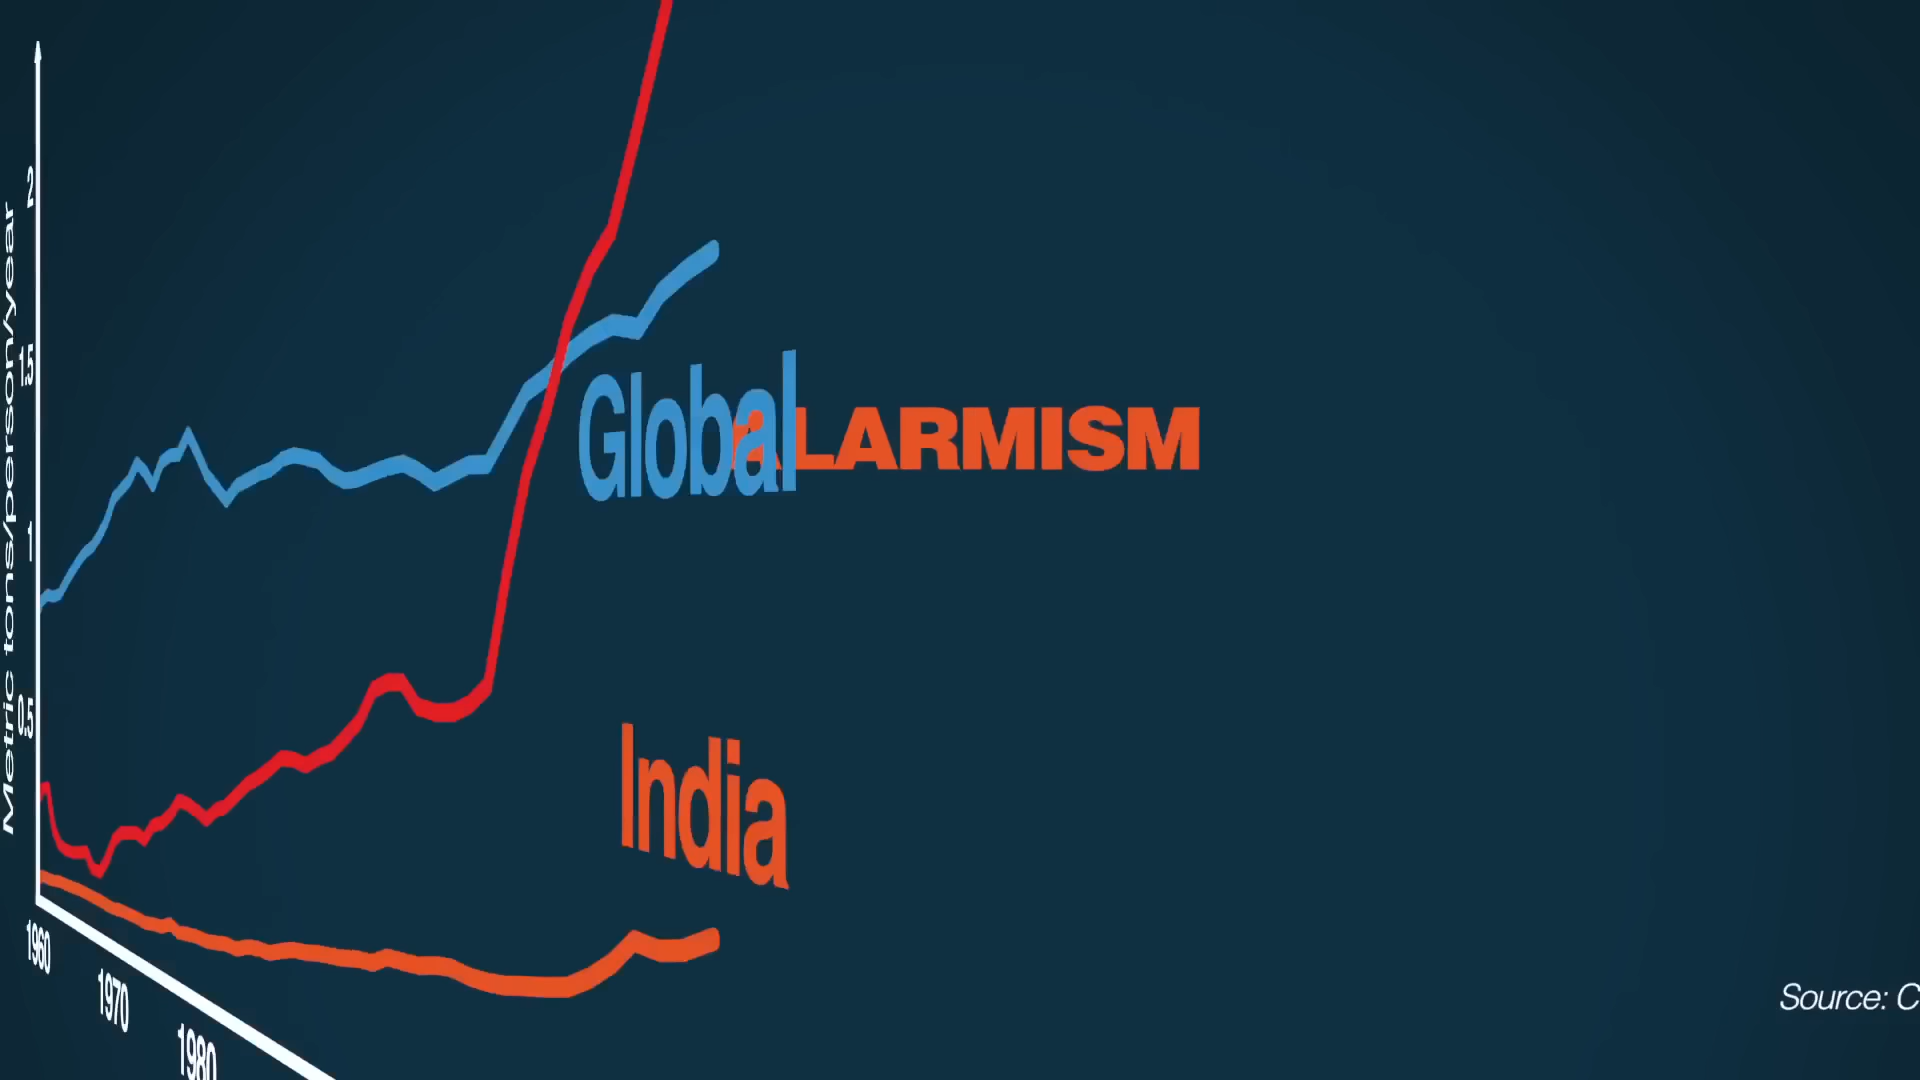 Metric tons/person/year
2
1.5
1
0.5
Global
ALARMISM
India
1960
1970
1980
Source: C